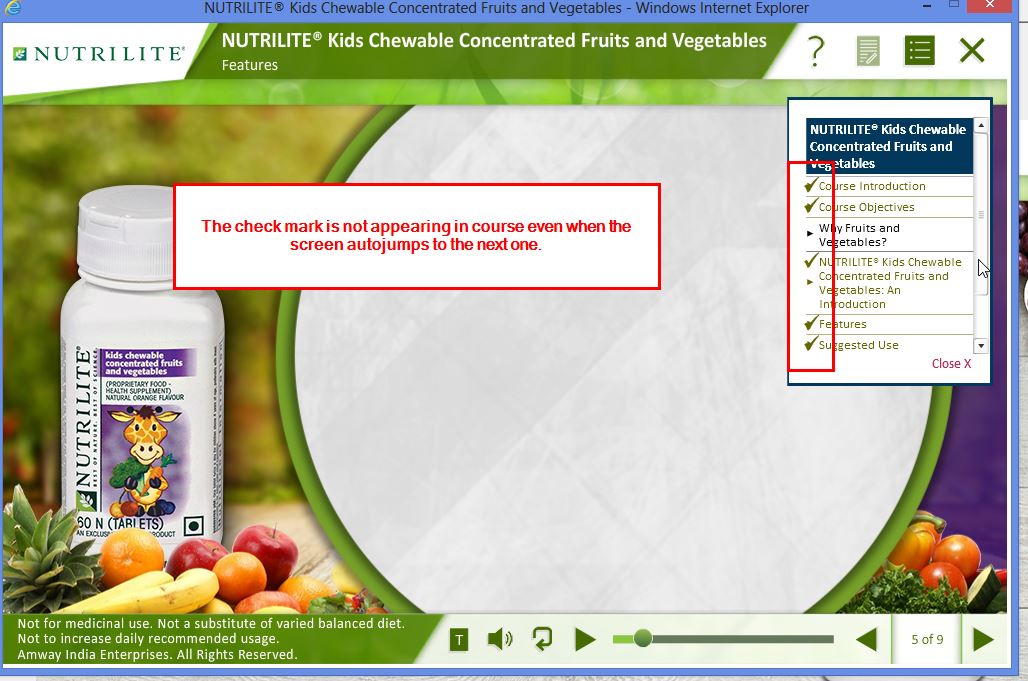 NUTRILITE® Kids Chewable Concentrated Fruits and Vegetables - Windows Internet Explorer
NUTRILITE®
NUTRILITE® Kids Chewable Concentrated Fruits and Vegetables
Features
?
NUTRILITE® Kids Chewable
Concentrated Fruits and
Vegetables
Course Introduction
Course Objectives
Why Fruits and
Vegetables?
NUTRILITE® Kids Chewable
Concentrated Fruits and
Vegetables: An
Introduction
Features
Suggested Use
Close X
The check mark is not appearing in course even when the
screen autojumps to the next one.
NUTRILITE®
BEST OF NATURE. BEST OF SCIENCE.
kids chewable
concentrated fruits
and vegetables
(PROPRIETARY FOOD -
HEALTH SUPPLEMENT)
NATURAL ORANGE FLAVOUR
60 N (TABLETS)
Not for medicinal use. Not a substitute of varied balanced diet.
Not to increase daily recommended usage.
Amway India Enterprises. All Rights Reserved.
T
5 of 9